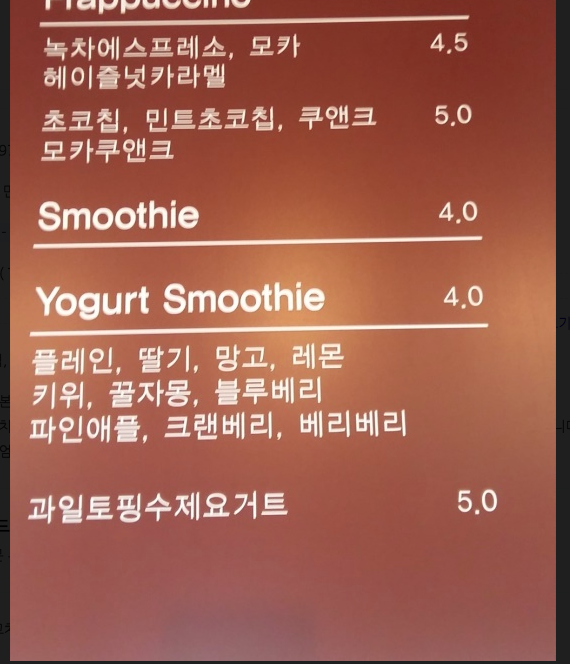 Frappuccino
녹차에스프레소, 모카 4.5
헤이즐넛카라멜
초코칩, 민트초코칩, 쿠앤크 5.0
모카쿠앤크
Smoothie 4.0
Yogurt Smoothie 4.0
플레인, 딸기, 망고, 레몬
키위, 꿀자몽, 블루베리
파인애플, 크랜베리, 베리베리
과일토핑수제요거트 5.0